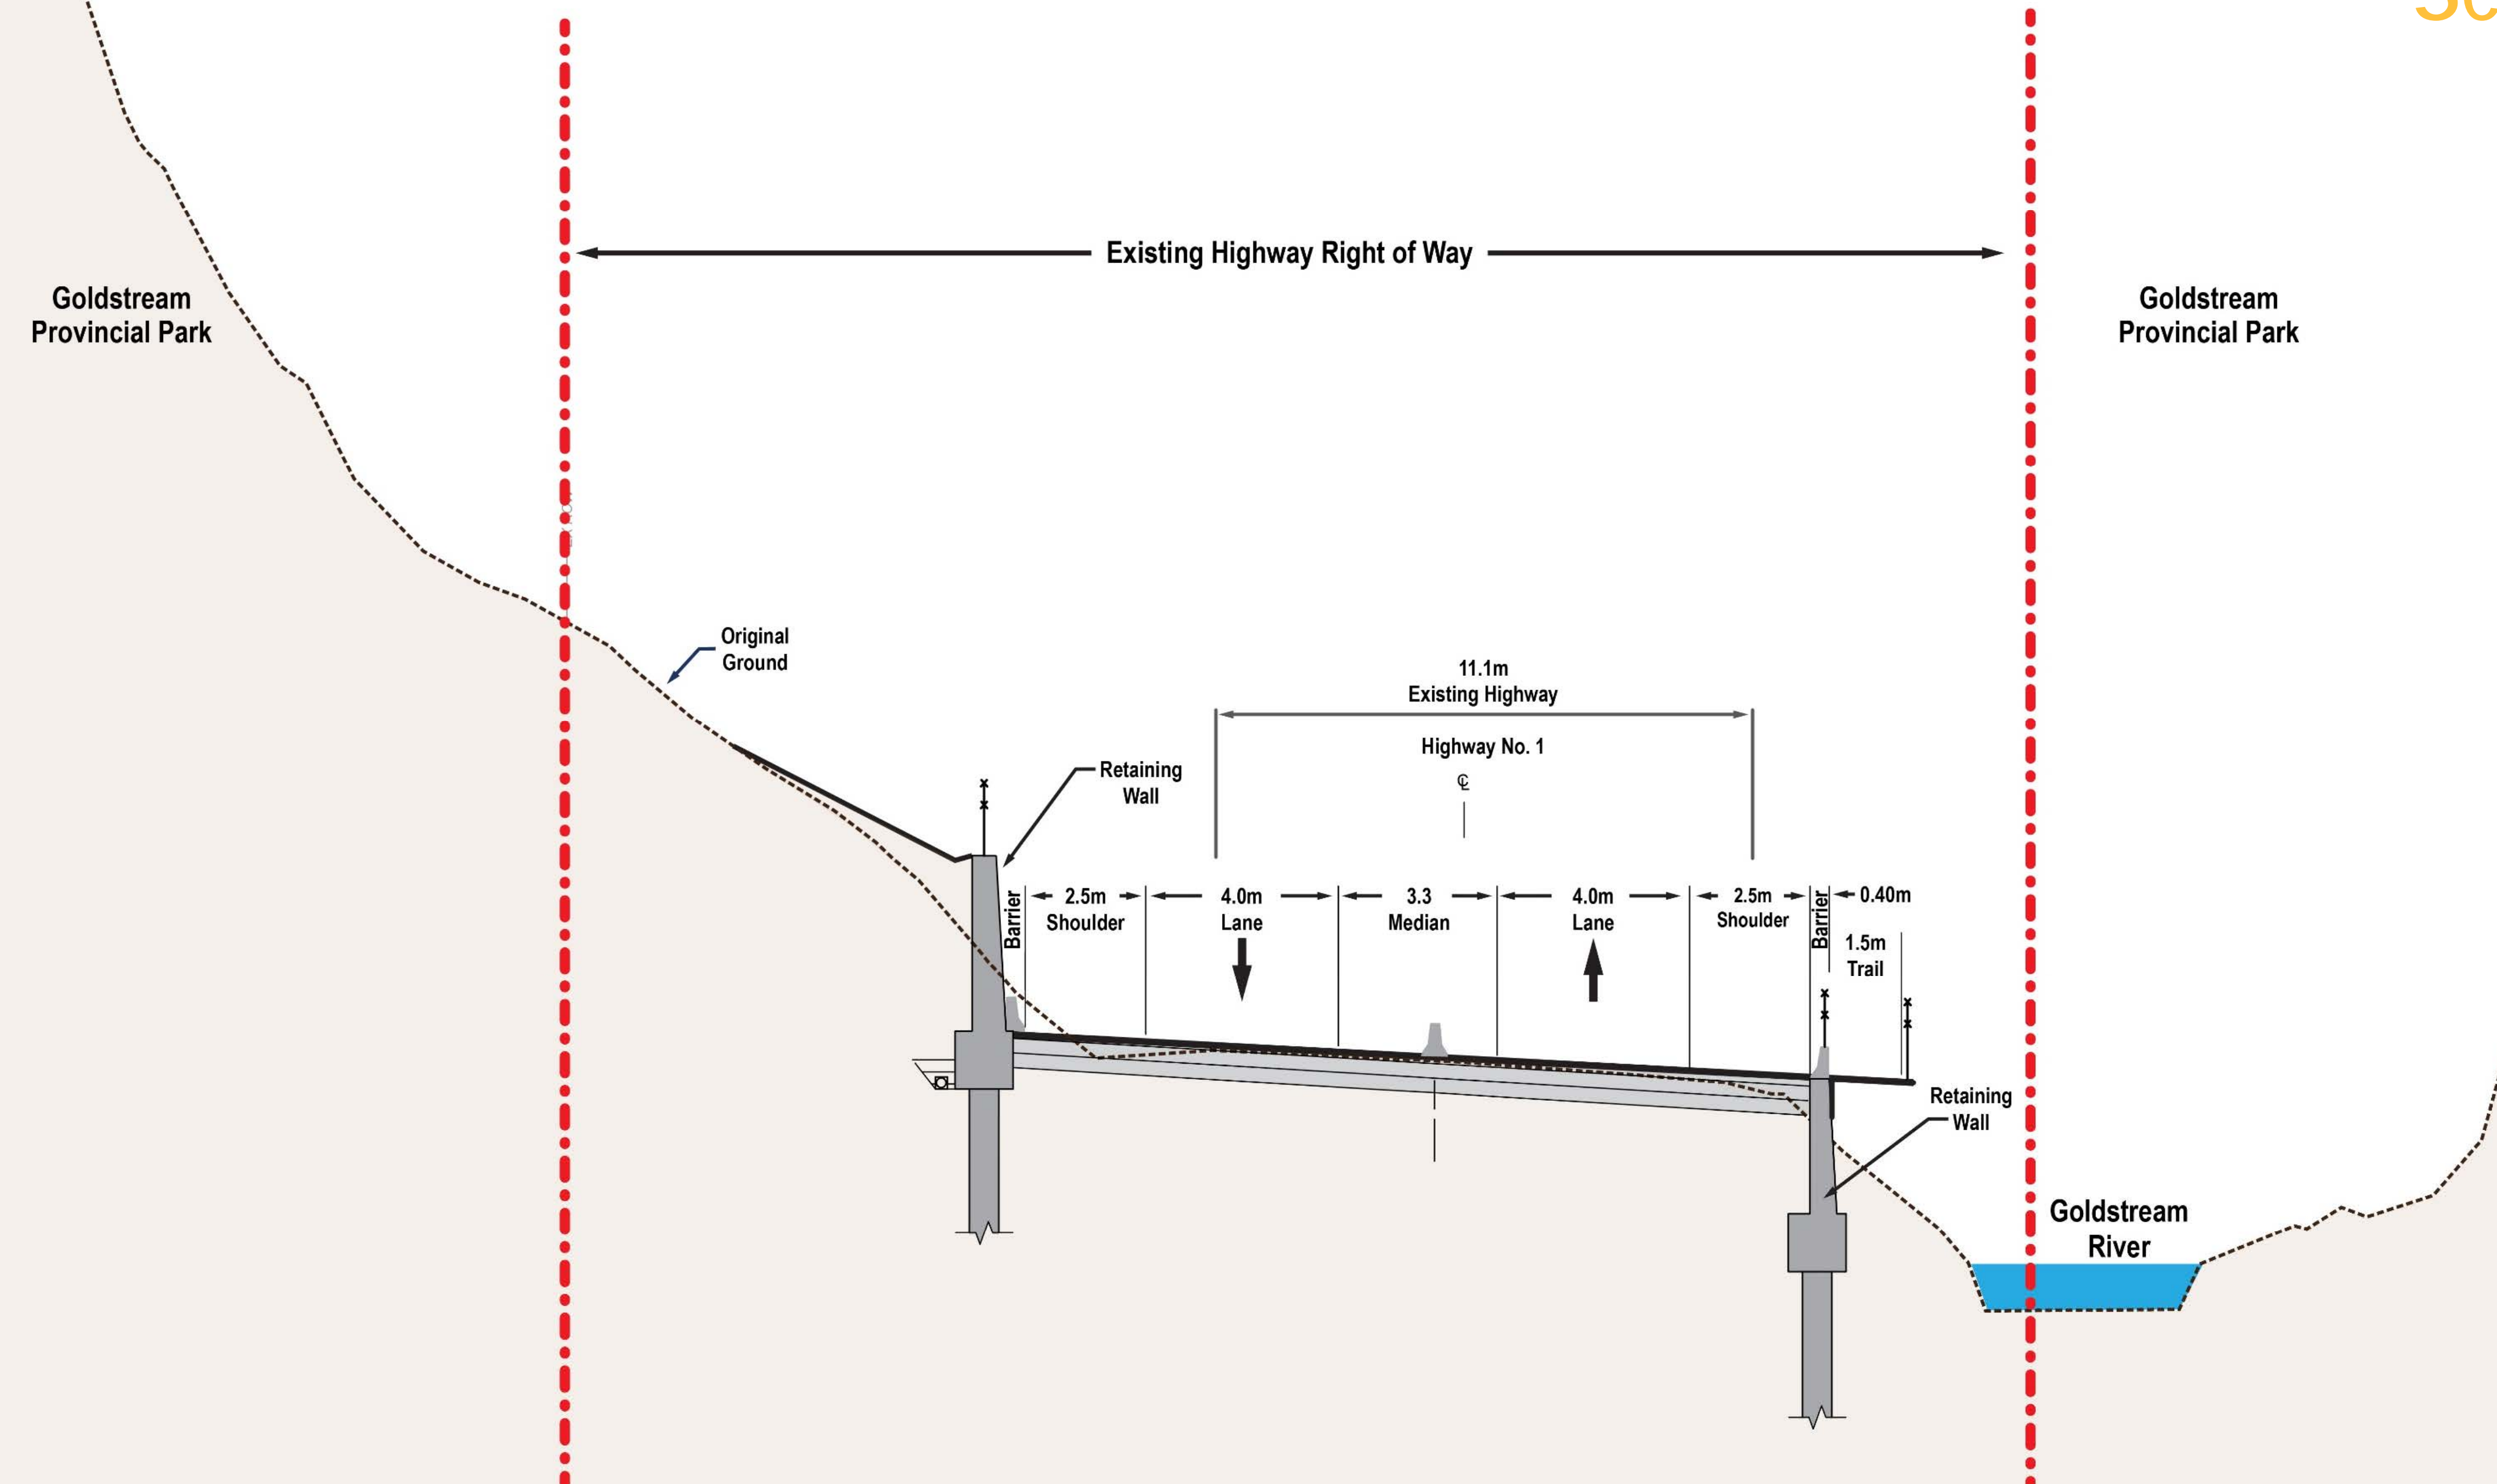 Existing Highway Right of Way
Goldstream
Provincial Park
Goldstream
Provincial Park
Original
Ground
11.1m
Existing Highway
Highway No. 1
℄
Retaining
Wall
Barrier
2.5m
Shoulder
4.0m
Lane
3.3
Median
4.0m
Lane
2.5m
Shoulder
Barrier
0.40m
1.5m
Trail
Retaining
Wall
Goldstream
River